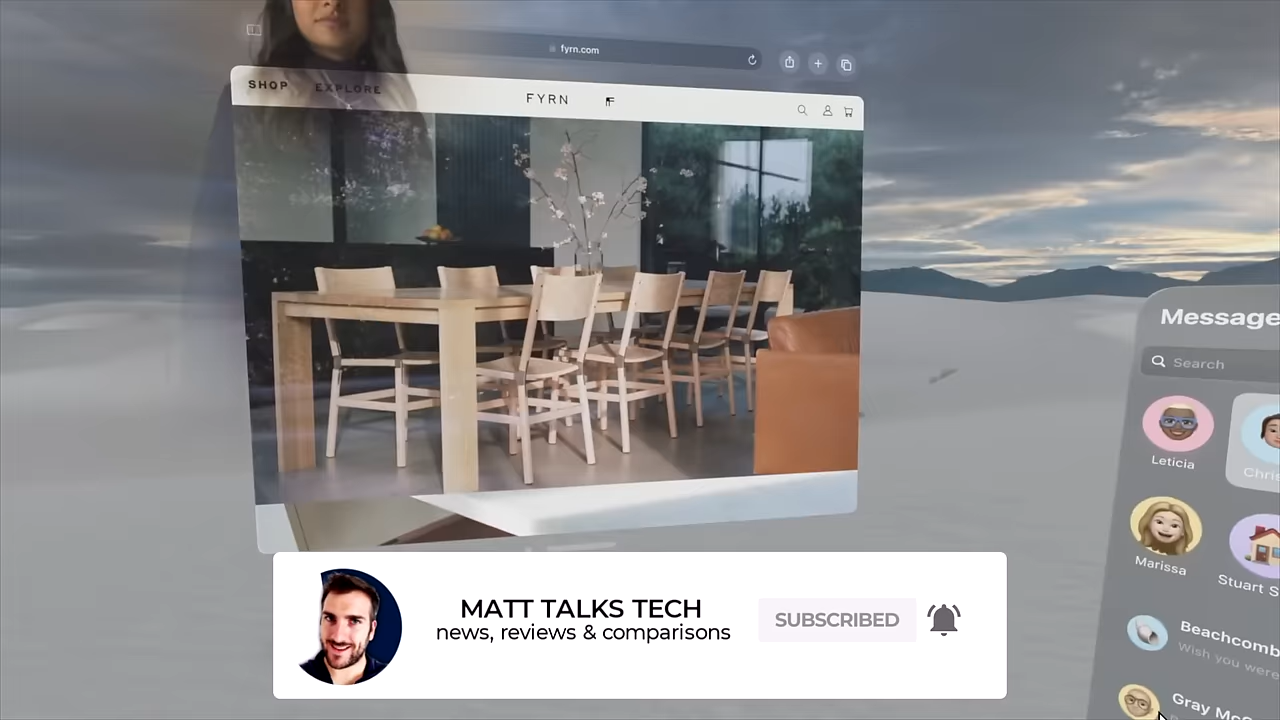 fyrn.com
SHOP EXPLORE FYRN
Message
Search
Leticia
Chris
Marissa
Stuart S
Beachcomb
Wish you were
Gray Mc
MATT TALKS TECH
news, reviews & comparisons
SUBSCRIBED